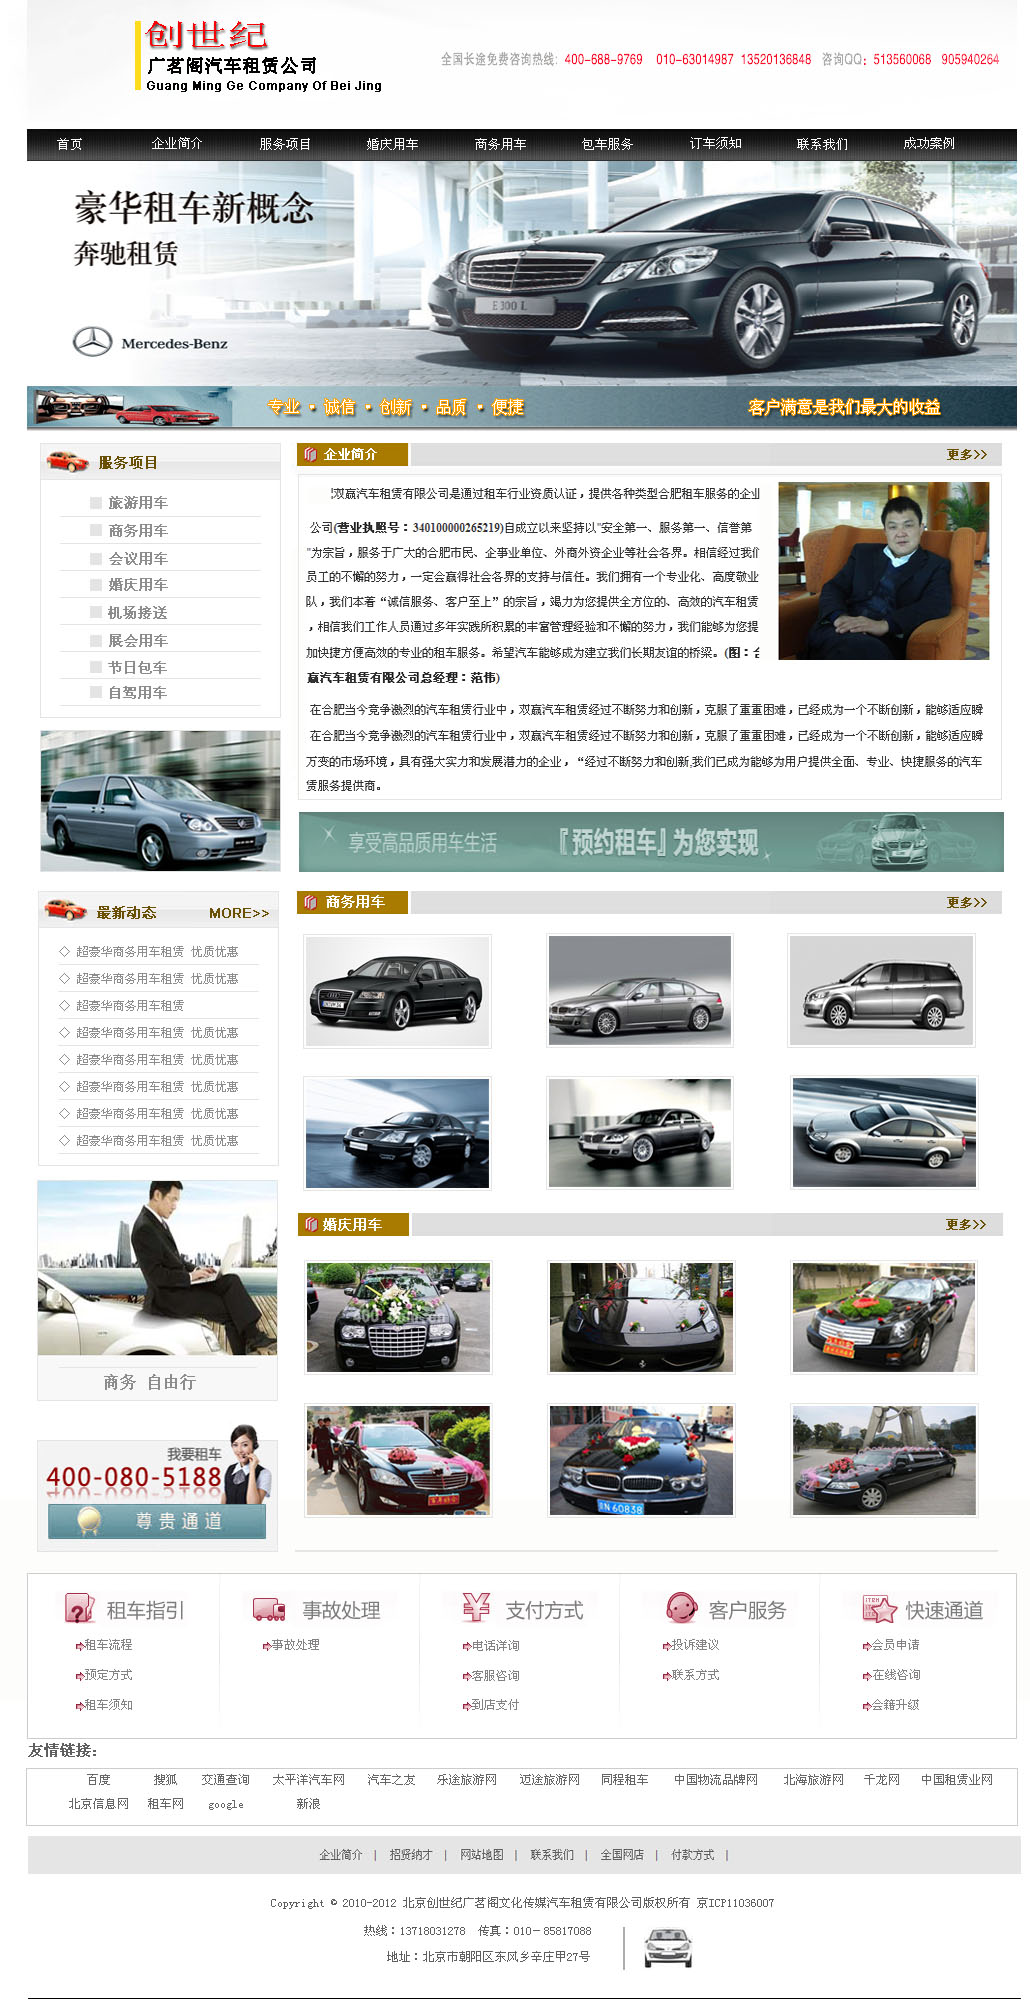 创世纪
广茗阁汽车租赁公司
Guang Ming Ge Company Of Bei Jing
全国长途免费咨询热线: 400-688-9769 010-63014987 13520136848 咨询QQ: 513560068 905940264
首页 企业简介 服务项目 婚庆用车 商务用车 包车服务 订车须知 联系我们 成功案例
豪华租车新概念
奔驰租赁
E300 L
Mercedes-Benz
专业 · 诚信 · 创新 · 品质 · 便捷
客户满意是我们最大的收益
服务项目
旅游用车
商务用车
会议用车
婚庆用车
机场接送
展会用车
节日包车
自驾用车
企业简介 更多>>
双赢汽车租赁有限公司是通过租车行业资质认证，提供各种类型合肥租车服务的企业
公司(营业执照号：340100000265219)自成立以来坚持以"安全第一、服务第一、信誉第
"为宗旨，服务于广大的合肥市民、企事业单位、外商外资企业等社会各界。相信经过我们
员工的不懈的努力，一定会赢得社会各界的支持与信任。我们拥有一个专业化、高度敬业
队，我们本着“诚信服务、客户至上”的宗旨，竭力为您提供全方位的、高效的汽车租赁
，相信我们工作人员通过多年实践所积累的丰富管理经验和不懈的努力，我们能够为您提
加快捷方便高效的专业的租车服务。希望汽车能够成为建立我们长期友谊的桥梁。(图：合
赢汽车租赁有限公司总经理：范伟)
在合肥当今竞争激烈的汽车租赁行业中，双赢汽车租赁经过不断努力和创新，克服了重重困难，已经成为一个不断创新，能够适应瞬
在合肥当今竞争激烈的汽车租赁行业中，双赢汽车租赁经过不断努力和创新，克服了重重困难，已经成为一个不断创新，能够适应瞬
万变的市场环境，具有强大实力和发展潜力的企业，“经过不断努力和创新,我们已成为能够为用户提供全面、专业、快捷服务的汽车
赁服务提供商。
享受高品质用车生活 『预约租车』为您实现
最新动态 MORE>>
◇ 超豪华商务用车租赁 优质优惠
◇ 超豪华商务用车租赁 优质优惠
◇ 超豪华商务用车租赁
◇ 超豪华商务用车租赁 优质优惠
◇ 超豪华商务用车租赁 优质优惠
◇ 超豪华商务用车租赁 优质优惠
◇ 超豪华商务用车租赁 优质优惠
◇ 超豪华商务用车租赁 优质优惠
商务用车 更多>>
婚庆用车 更多>>
N 60838
商务 自由行
我要租车
400-080-5188
尊贵通道
租车指引 事故处理 支付方式 客户服务 快速通道
租车流程 事故处理 电话详询 投诉建议 会员申请
预定方式 客服咨询 联系方式 在线咨询
租车须知 到店支付 会籍升级
友情链接：
百度 搜狐 交通查询 太平洋汽车网 汽车之友 乐途旅游网 迈途旅游网 同程租车 中国物流品牌网 北海旅游网 千龙网 中国租赁业网
北京信息网 租车网 google 新浪
企业简介 | 招贤纳才 | 网站地图 | 联系我们 | 全国网店 | 付款方式 |
Copyright © 2010-2012 北京创世纪广茗阁文化传媒汽车租赁有限公司版权所有 京ICP11036007
热线：13718031278 传真：010－85817088
地址：北京市朝阳区东风乡辛庄甲27号